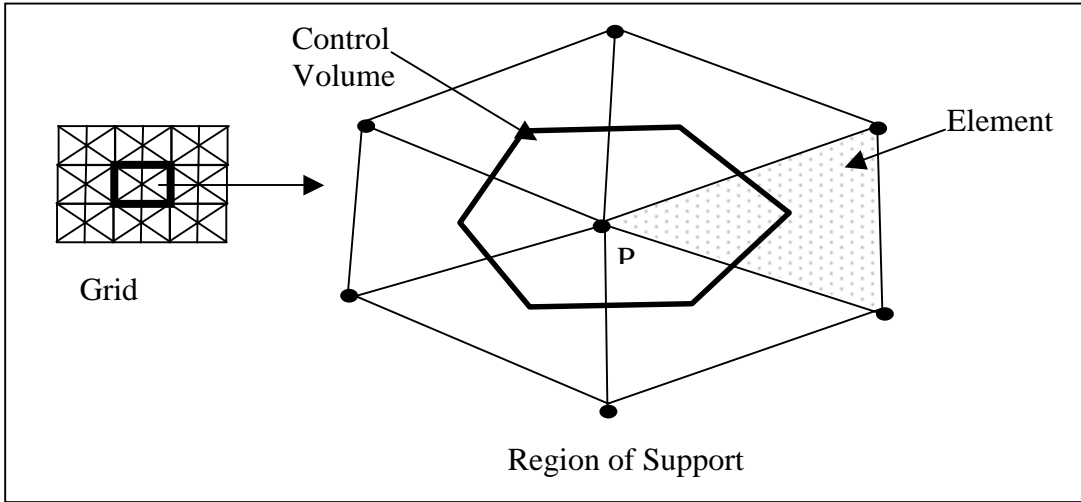 Control
Volume
Element
P
Grid
Region of Support